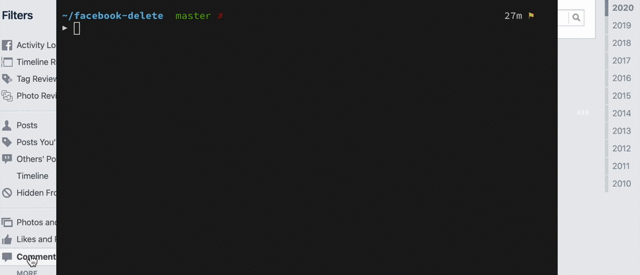 Filters
Activity Lo
Timeline R
Tag Review
Photo Revi
Posts
Posts You'
Others' Po
Timeline
Hidden Fro
Photos and
Likes and
Comment
MORE
~/facebook-delete master ✗
27m
2020
2019
2018
2017
2016
2015
2014
2013
2012
2011
2010